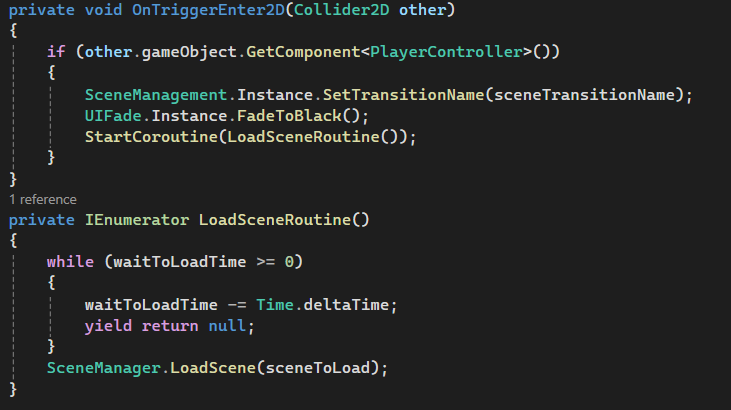 private void OnTriggerEnter2D(Collider2D other)
{
    if (other.gameObject.GetComponent<PlayerController>())
    {
        SceneManagement.Instance.SetTransitionName(sceneTransitionName);
        UIFade.Instance.FadeToBlack();
        StartCoroutine(LoadSceneRoutine());
    }
}
1 reference
private IEnumerator LoadSceneRoutine()
{
    while (waitToLoadTime >= 0)
    {
        waitToLoadTime -= Time.deltaTime;
        yield return null;
    }
    SceneManager.LoadScene(sceneToLoad);
}